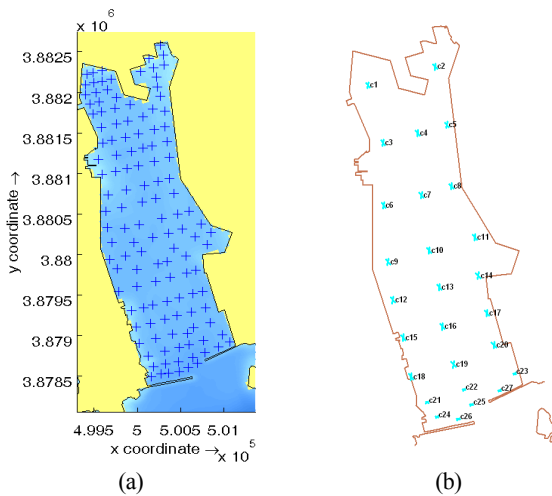 x 10 6
3.8825
3.882
3.8815
3.881
3.8805
3.88
3.8795
3.879
3.8785
y coordinate →
4.995 5 5.005 5.01
x coordinate → x 10 5
(a)
c1
c2
c3
c4
c5
c6
c7
c8
c9
c10
c11
c12
c13
c14
c15
c16
c17
c18
c19
c20
c21
c22
c23
c24
c25
c26
c27
(b)